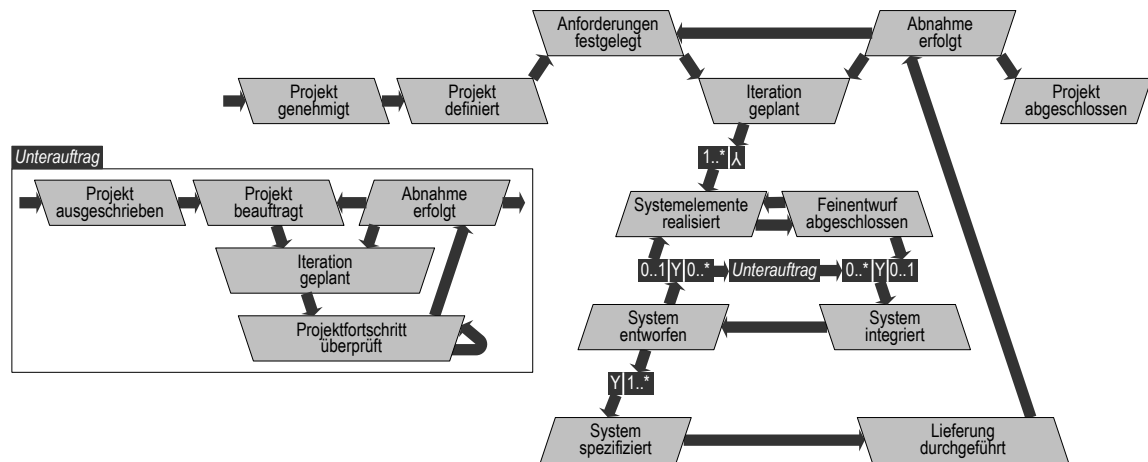 Anforderungen
festgelegt
Abnahme
erfolgt
Projekt
genehmigt
Projekt
definiert
Iteration
geplant
Projekt
abgeschlossen
1..* ⅄
Unterauftrag
Projekt
ausgeschrieben
Projekt
beauftragt
Abnahme
erfolgt
Systemelemente
realisiert
Feinentwurf
abgeschlossen
Iteration
geplant
0..1 Y 0..* Unterauftrag 0..* Y 0..1
Projektfortschritt
überprüft
System
entworfen
System
integriert
Y 1..*
System
spezifiziert
Lieferung
durchgeführt